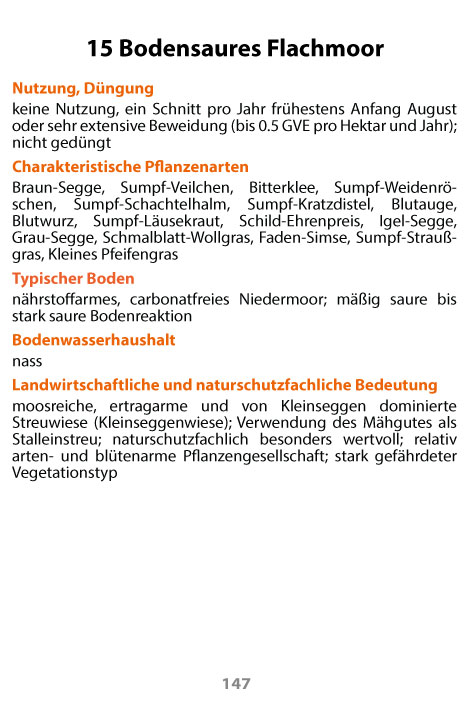 15 Bodensaures Flachmoor
Nutzung, Düngung
keine Nutzung, ein Schnitt pro Jahr frühestens Anfang August
oder sehr extensive Beweidung (bis 0.5 GVE pro Hektar und Jahr);
nicht gedüngt
Charakteristische Pflanzenarten
Braun-Segge, Sumpf-Veilchen, Bitterklee, Sumpf-Weidenrö-
schen, Sumpf-Schachtelhalm, Sumpf-Kratzdistel, Blutauge,
Blutwurz, Sumpf-Läusekraut, Schild-Ehrenpreis, Igel-Segge,
Grau-Segge, Schmalblatt-Wollgras, Faden-Simse, Sumpf-Strauß-
gras, Kleines Pfeifengras
Typischer Boden
nährstoffarmes, carbonatfreies Niedermoor; mäßig saure bis
stark saure Bodenreaktion
Bodenwasserhaushalt
nass
Landwirtschaftliche und naturschutzfachliche Bedeutung
moosreiche, ertragarme und von Kleinseggen dominierte
Streuwiese (Kleinseggenwiese); Verwendung des Mähgutes als
Stalleinstreu; naturschutzfachlich besonders wertvoll; relativ
arten- und blütenarme Pflanzengesellschaft; stark gefährdeter
Vegetationstyp
147